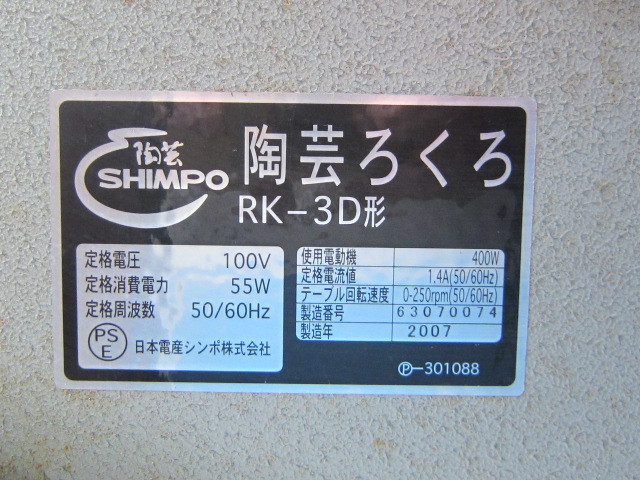 陶芸
SHIMPO
陶芸ろくろ
RK-3D形
定格電圧 100V
定格消費電力 55W
定格周波数 50/60Hz
PS
E
日本電産シンポ株式会社
使用電動機 400W
定格電流値 1.4A(50/60Hz)
テーブル回転速度 0-250rpm(50/60Hz)
製造番号 63070074
製造年 2007
Ⓟ-301088